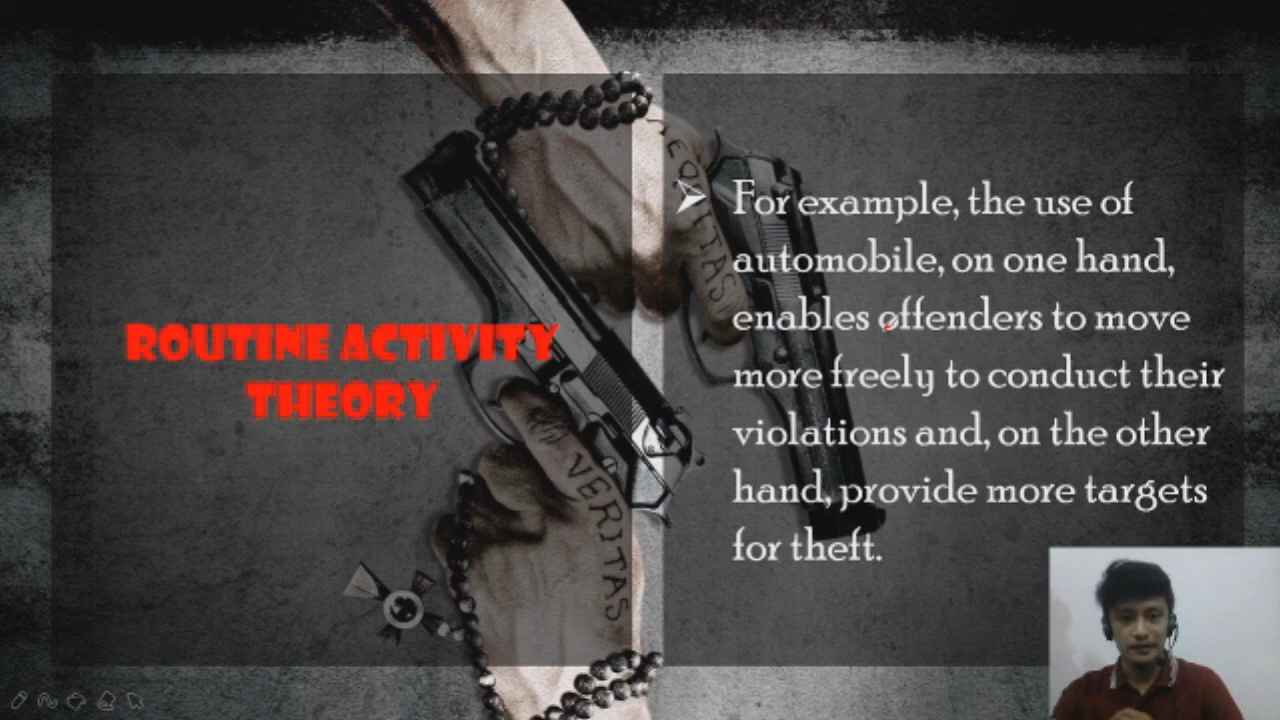 ROUTINE ACTIVITY
THEORY
For example, the use of
automobile, on one hand,
enables offenders to move
more freely to conduct their
violations and, on the other
hand, provide more targets
for theft.
AEQUITAS
VERITAS